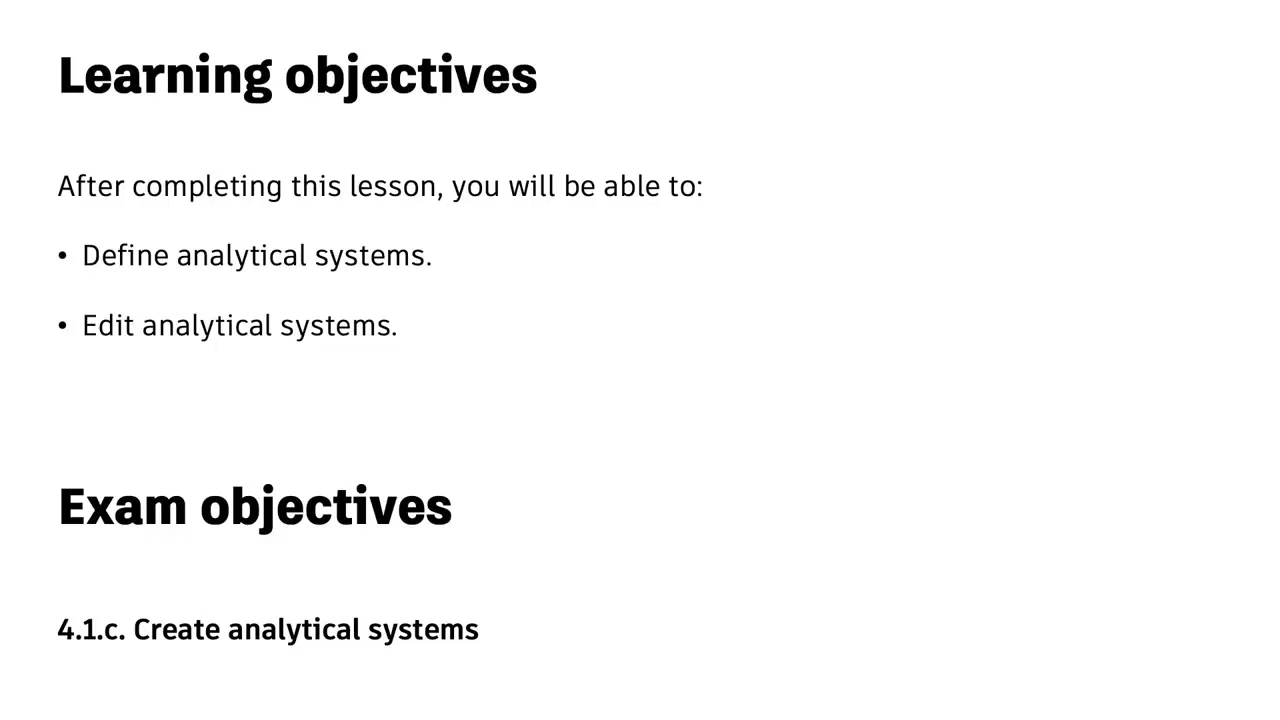 Learning objectives
After completing this lesson, you will be able to:
• Define analytical systems.
• Edit analytical systems.
Exam objectives
4.1.c. Create analytical systems